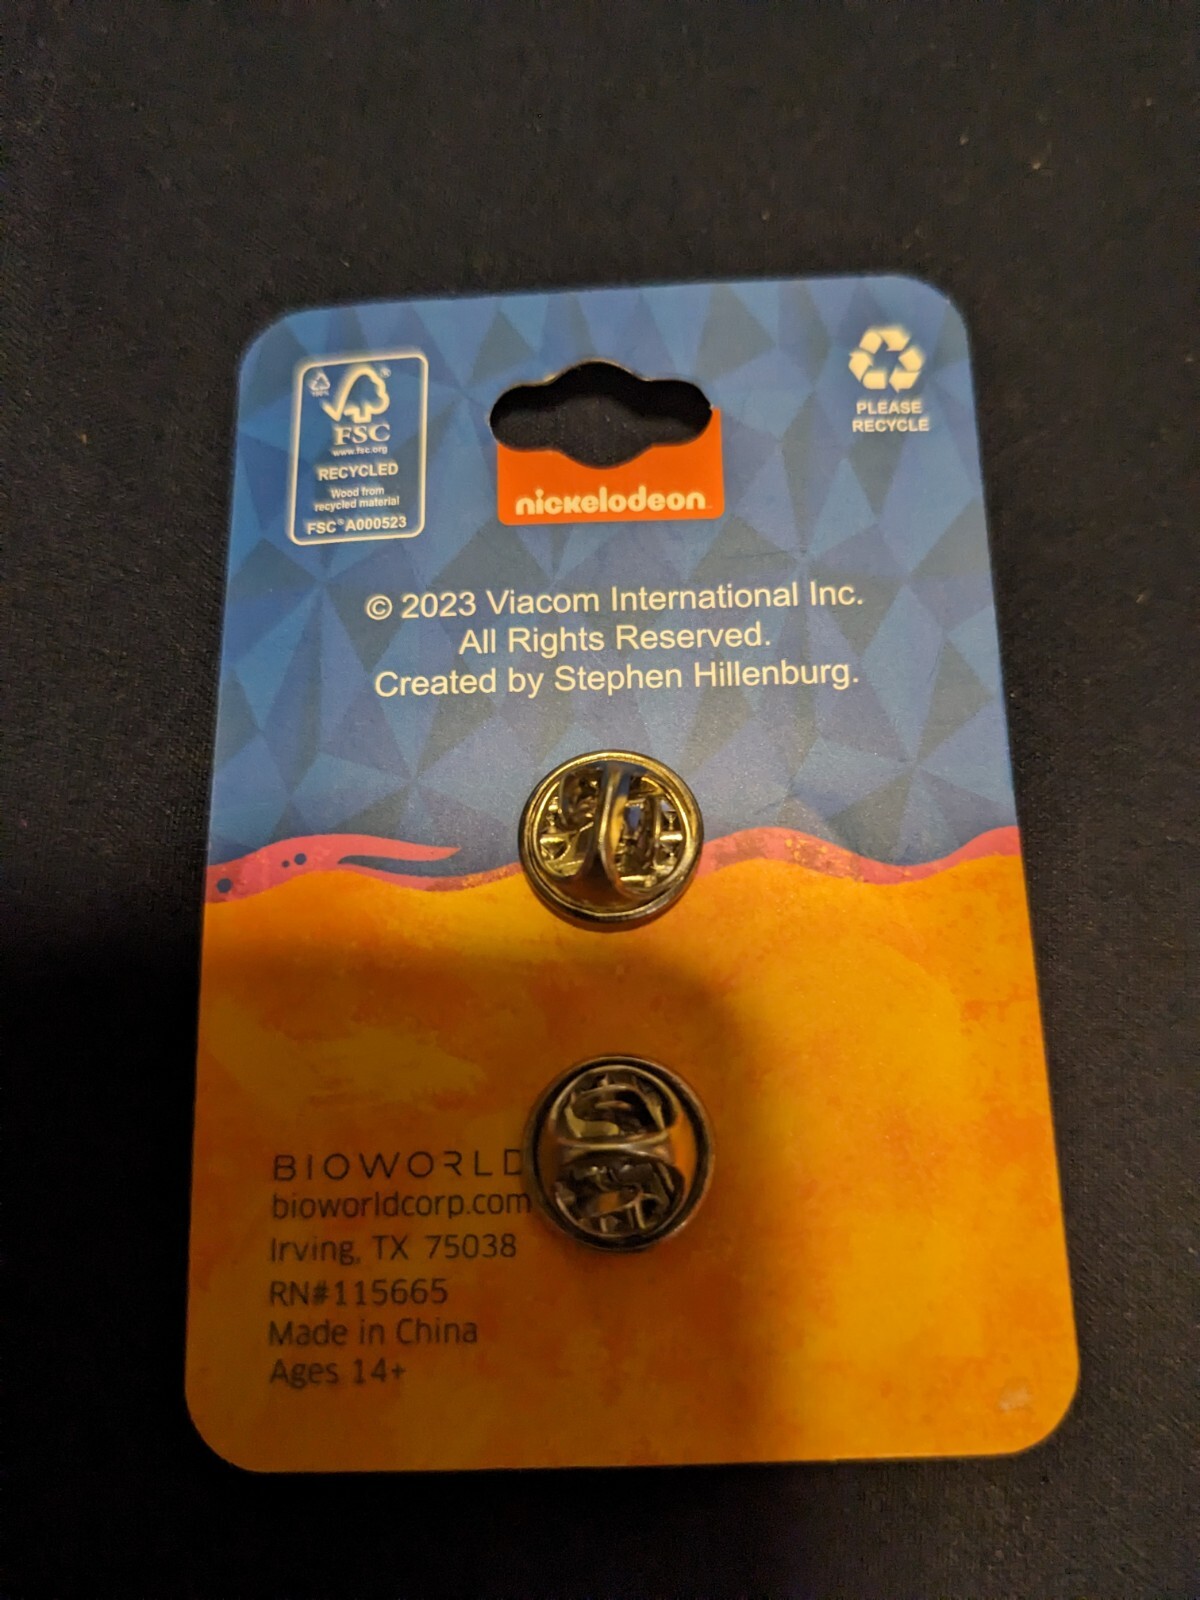 100%
FSC®
www.fsc.org
RECYCLED
Wood from
recycled material
FSC® A000523
nickelodeon
PLEASE
RECYCLE
© 2023 Viacom International Inc.
All Rights Reserved.
Created by Stephen Hillenburg.
BIOWORLD
bioworldcorp.com
Irving, TX 75038
RN#115665
Made in China
Ages 14+